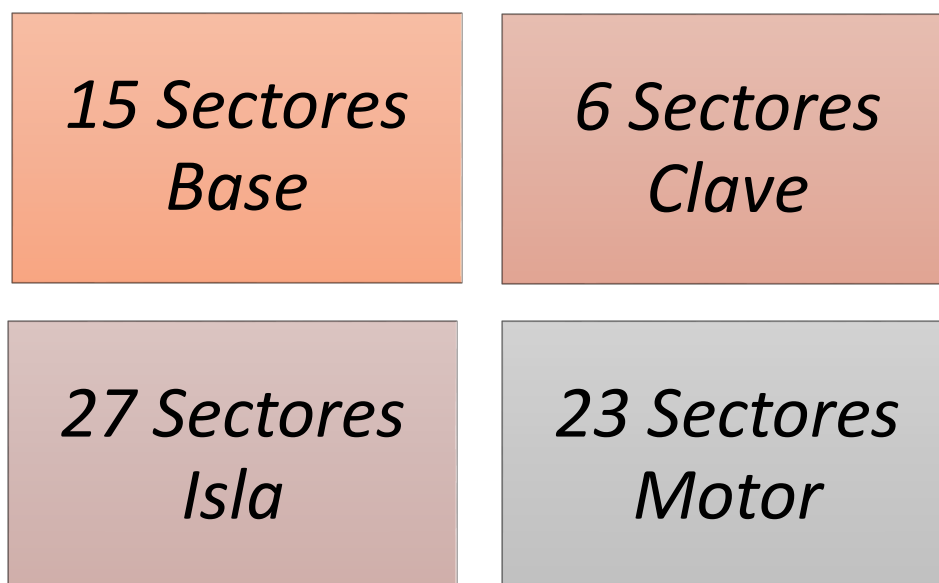 15 Sectores
Base
6 Sectores
Clave
27 Sectores
Isla
23 Sectores
Motor